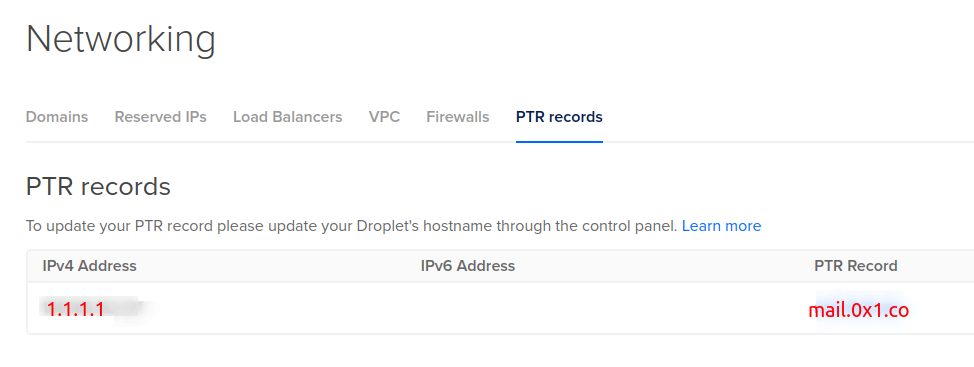 Networking
Domains Reserved IPs Load Balancers VPC Firewalls PTR records
PTR records
To update your PTR record please update your Droplet's hostname through the control panel. Learn more
IPv4 Address IPv6 Address PTR Record
1.1.1.1 mail.0x1.co